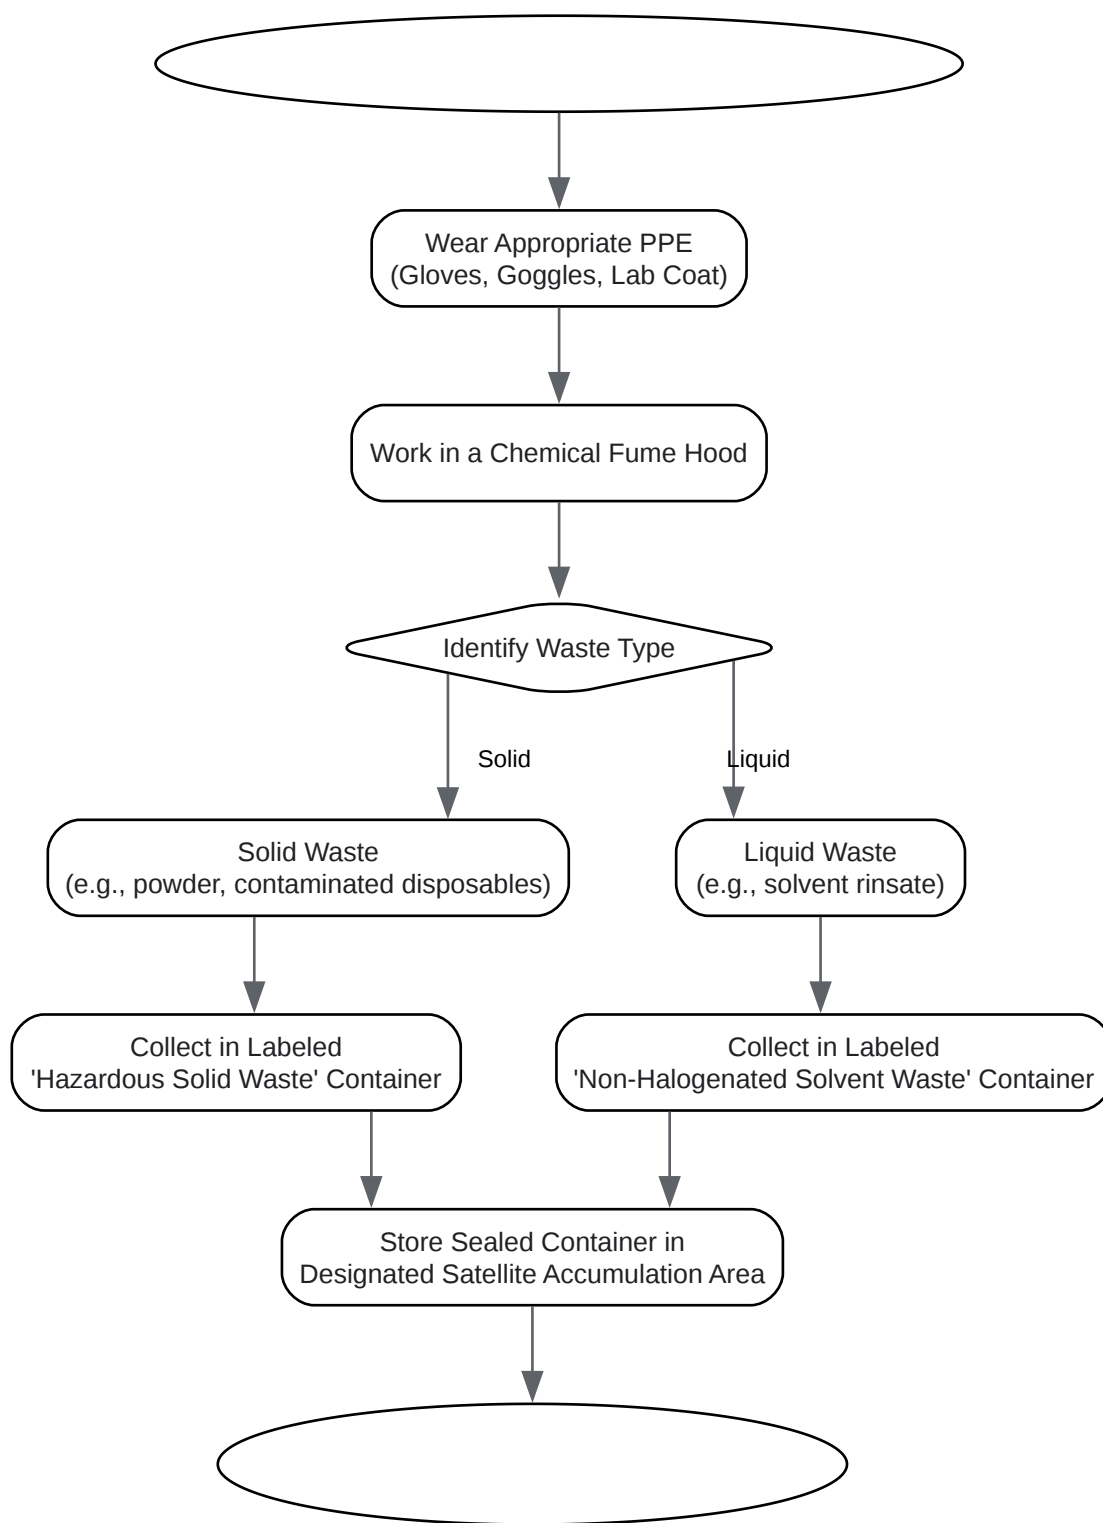 Wear Appropriate PPE
(Gloves, Goggles, Lab Coat)
Work in a Chemical Fume Hood
Identify Waste Type
Solid
Liquid
Solid Waste
(e.g., powder, contaminated disposables)
Liquid Waste
(e.g., solvent rinsate)
Collect in Labeled
'Hazardous Solid Waste' Container
Collect in Labeled
'Non-Halogenated Solvent Waste' Container
Store Sealed Container in
Designated Satellite Accumulation Area